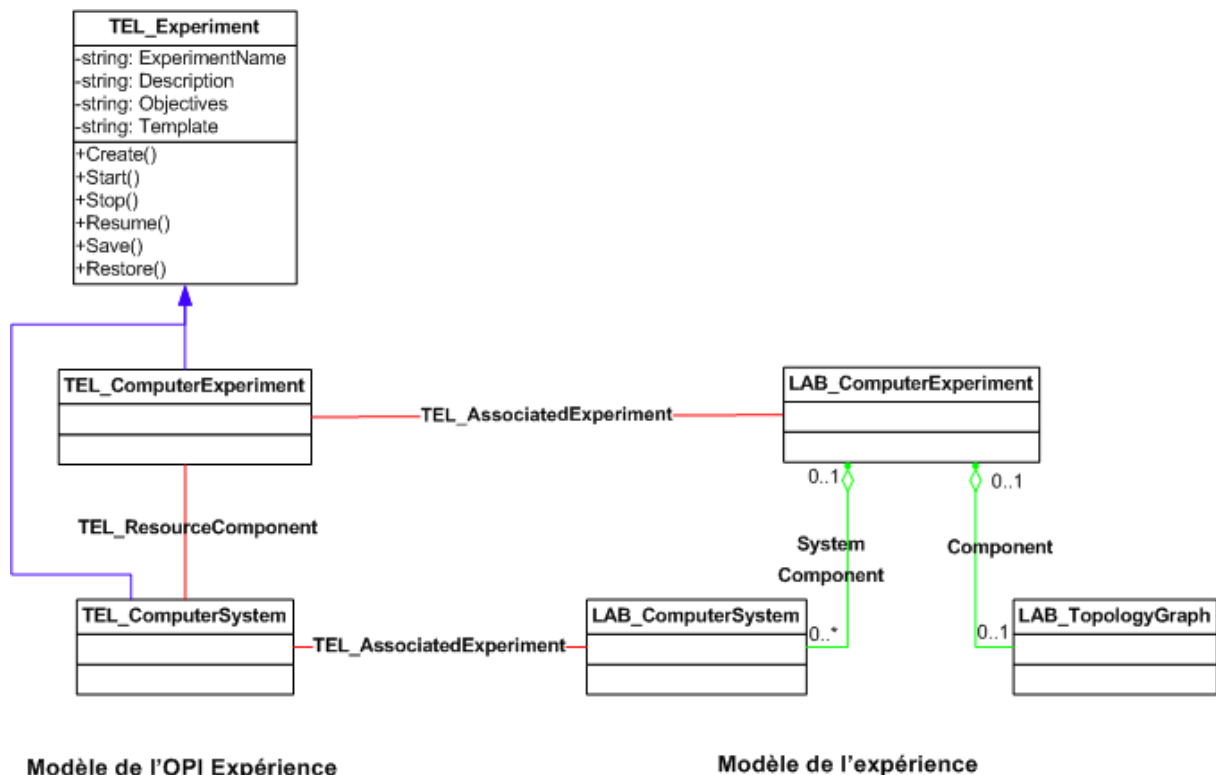 TEL_Experiment
-string: ExperimentName
-string: Description
-string: Objectives
-string: Template
+Create()
+Start()
+Stop()
+Resume()
+Save()
+Restore()
TEL_ComputerExperiment
TEL_AssociatedExperiment
LAB_ComputerExperiment
0..1
0..1
TEL_ResourceComponent
System
Component
Component
TEL_ComputerSystem
TEL_AssociatedExperiment
LAB_ComputerSystem
0..*
0..1
LAB_TopologyGraph
Modèle de l'OPI Expérience
Modèle de l'expérience